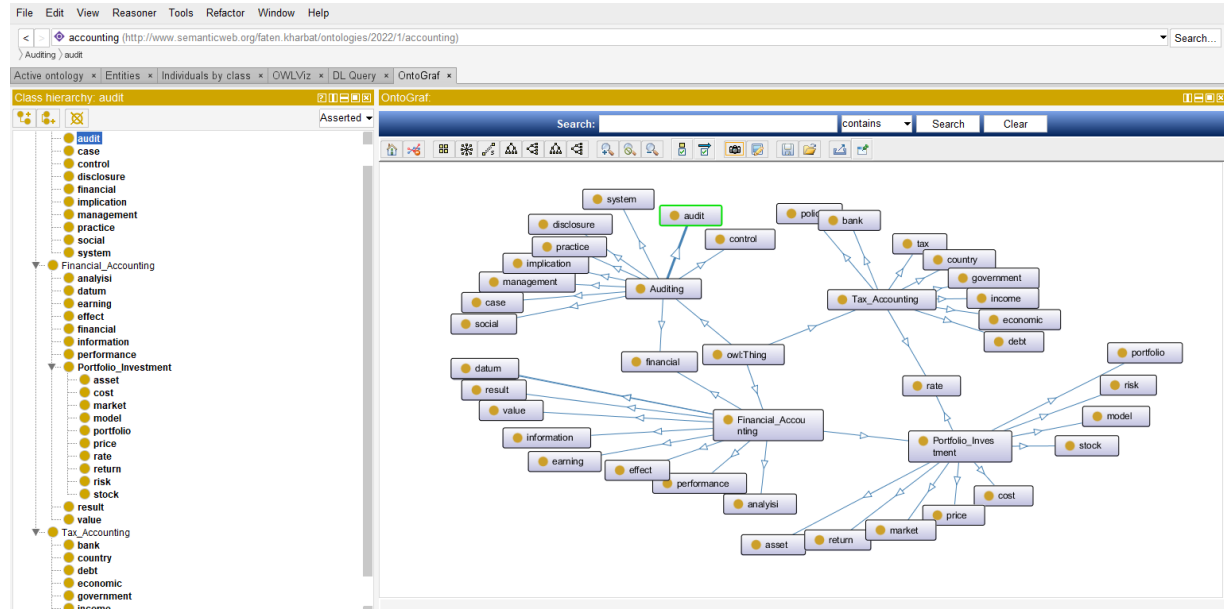 File Edit View Reasoner Tools Refactor Window Help
< > accounting (http://www.semanticweb.org/faten.kharbat/ontologies/2022/1/accounting) Search...
Auditing audit
Active ontology × Entities × Individuals by class × OWLViz × DL Query × OntoGraf ×
Class hierarchy: audit
Asserted
audit
case
control
disclosure
financial
implication
management
practice
social
system
Financial_Accounting
analyisi
datum
earning
effect
financial
information
performance
Portfolio_Investment
asset
cost
market
model
portfolio
price
rate
return
risk
stock
result
value
Tax_Accounting
bank
country
debt
economic
government
income
OntoGraf:
Search: contains Search Clear
system
audit
disclosure
control
practice
implication
management
case
social
Auditing
bank
tax
country
government
income
economic
debt
Tax_Accounting
financial
owl:Thing
rate
datum
result
value
information
earning
effect
performance
analyisi
Financial_Accou
nting
Portfolio_Inves
tment
portfolio
risk
model
stock
cost
price
market
return
asset